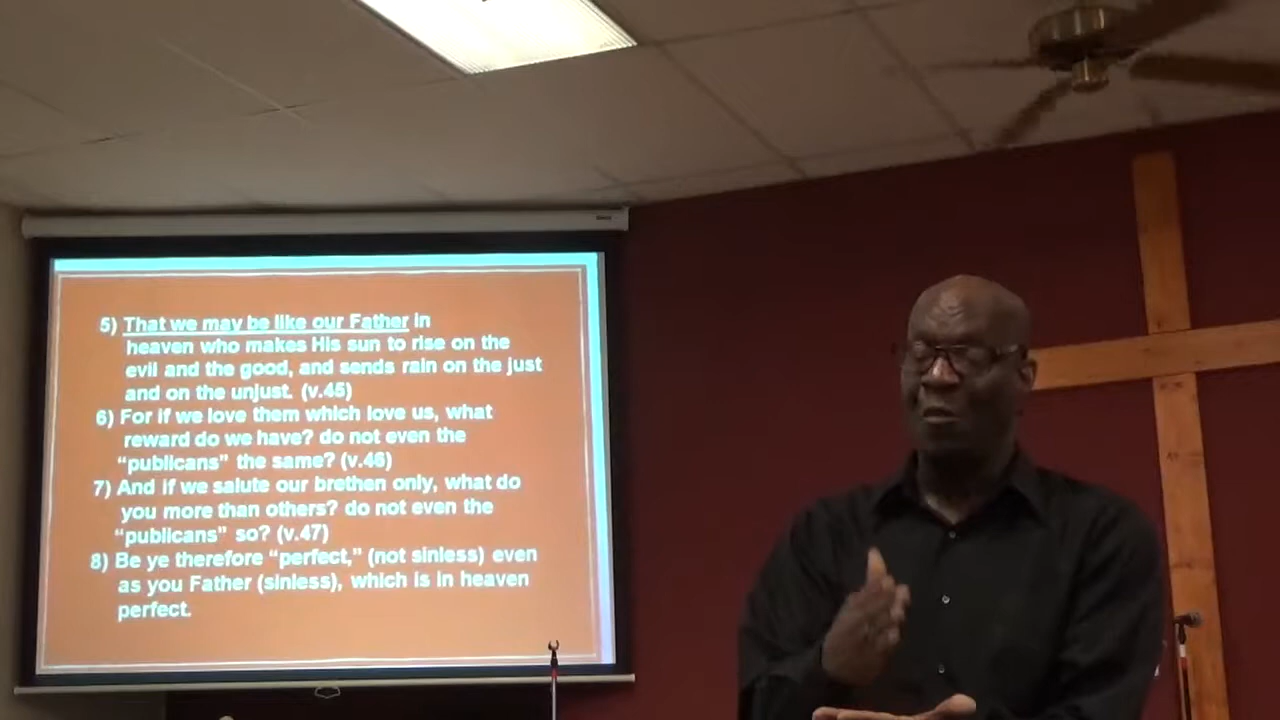 5) That we may be like our Father in
heaven who makes His sun to rise on the
evil and the good, and sends rain on the just
and on the unjust. (v.45)
6) For if we love them which love us, what
reward do we have? do not even the
“publicans” the same? (v.46)
7) And if we salute our brethen only, what do
you more than others? do not even the
“publicans” so? (v.47)
8) Be ye therefore “perfect,” (not sinless) even
as you Father (sinless), which is in heaven
perfect.